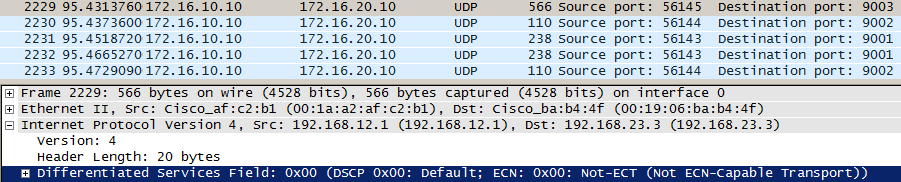 2229 95.4313760 172.16.10.10 172.16.20.10 UDP 566 Source port: 56145 Destination port: 9003
2230 95.4373600 172.16.10.10 172.16.20.10 UDP 110 Source port: 56144 Destination port: 9002
2231 95.4518720 172.16.10.10 172.16.20.10 UDP 238 Source port: 56143 Destination port: 9001
2232 95.4665270 172.16.10.10 172.16.20.10 UDP 238 Source port: 56143 Destination port: 9001
2233 95.4729090 172.16.10.10 172.16.20.10 UDP 110 Source port: 56144 Destination port: 9002
Frame 2229: 566 bytes on wire (4528 bits), 566 bytes captured (4528 bits) on interface 0
Ethernet II, Src: Cisco_af:c2:b1 (00:1a:a2:af:c2:b1), Dst: Cisco_ba:b4:4f (00:19:06:ba:b4:4f)
Internet Protocol Version 4, Src: 192.168.12.1 (192.168.12.1), Dst: 192.168.23.3 (192.168.23.3)
Version: 4
Header Length: 20 bytes
Differentiated Services Field: 0x00 (DSCP 0x00: Default; ECN: 0x00: Not-ECT (Not ECN-Capable Transport))